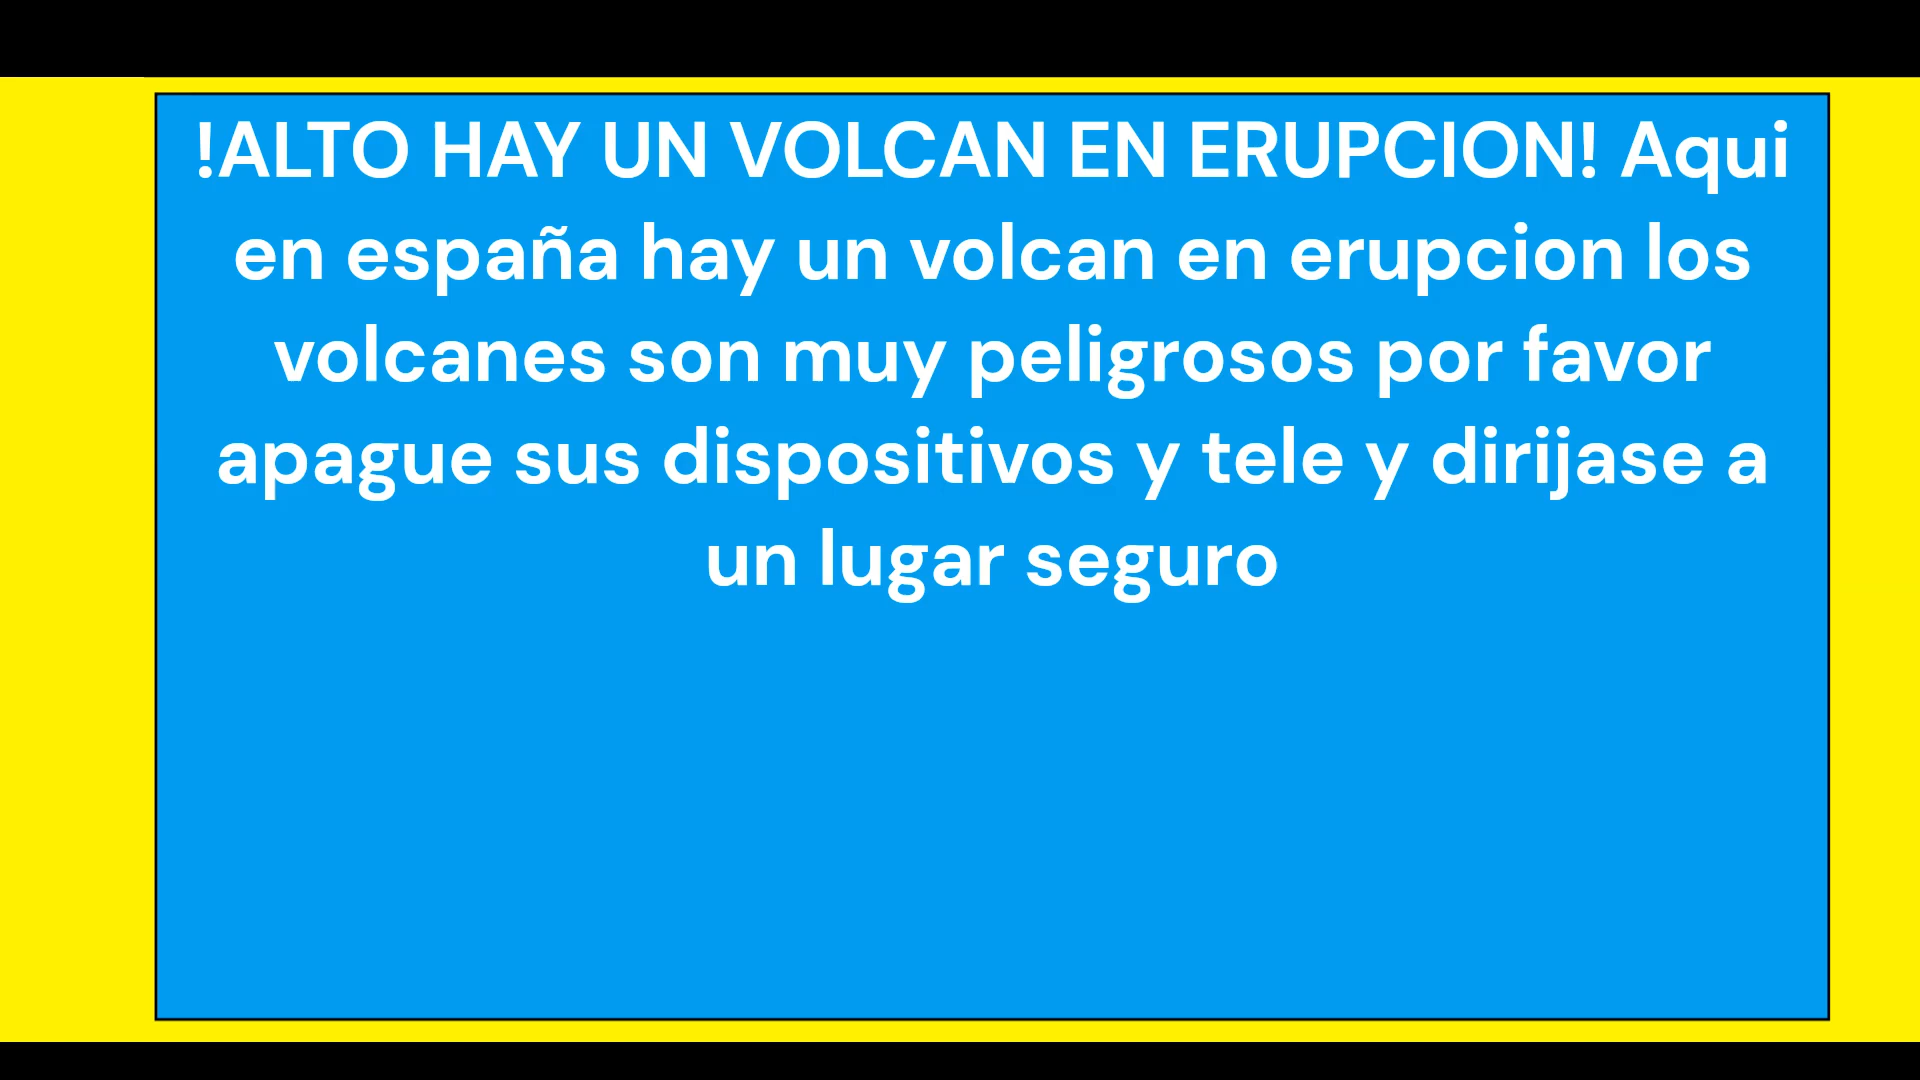 !ALTO HAY UN VOLCAN EN ERUPCION! Aqui
en españa hay un volcan en erupcion los
volcanes son muy peligrosos por favor
apague sus dispositivos y tele y dirijase a
un lugar seguro